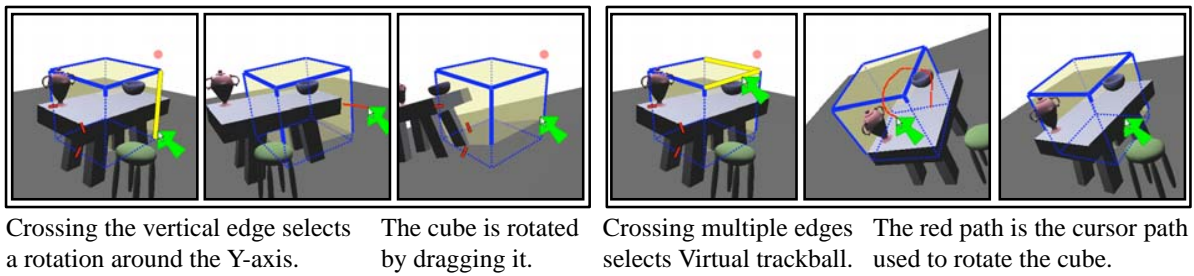 Crossing the vertical edge selects
a rotation around the Y-axis.
The cube is rotated
by dragging it.
Crossing multiple edges
selects Virtual trackball.
The red path is the cursor path
used to rotate the cube.